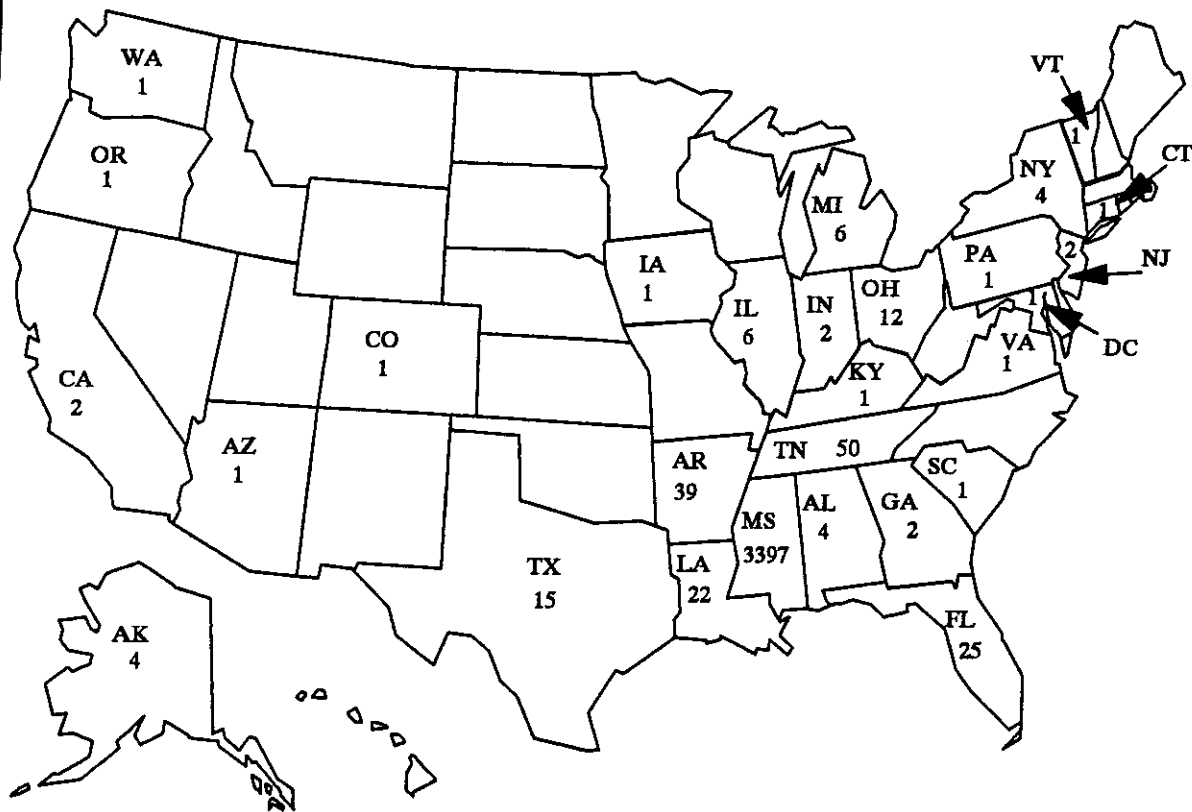 WA
1
VT
OR
1
1
CT
NY
4
1
MI
6
PA
1
2
NJ
IA
1
IL
6
IN
2
OH
12
1
DC
VA
1
CO
1
CA
2
KY
1
AZ
1
TN 50
AR
39
SC
1
MS
3397
AL
4
GA
2
TX
15
LA
22
FL
25
AK
4